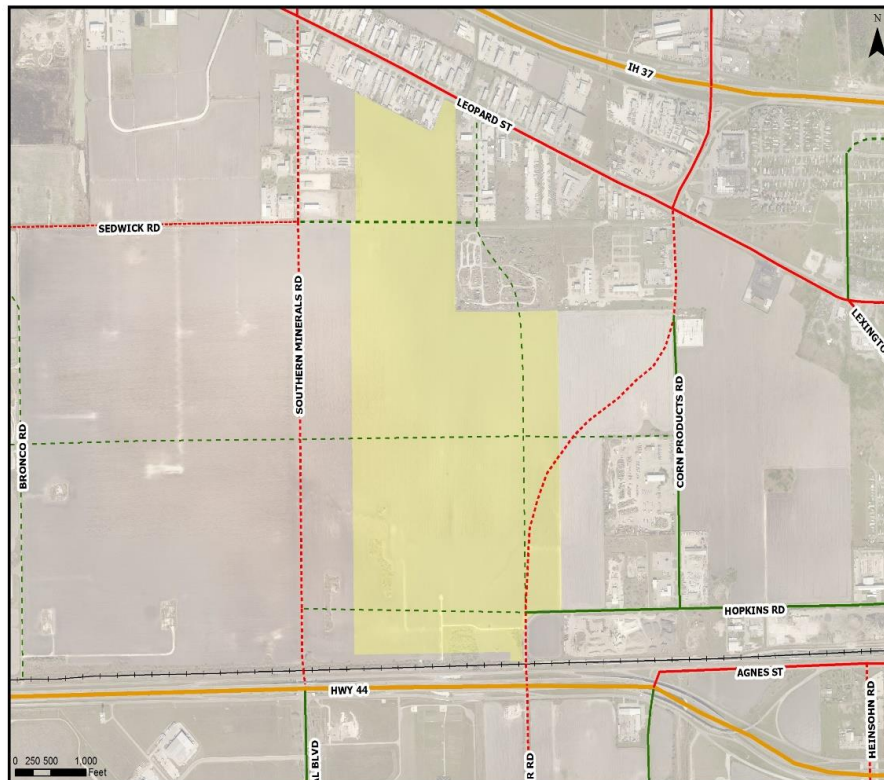 N
IH 37
LEOPARD ST
SEDWICK RD
SOUTHERN MINERALS RD
LEXINGTO
CORN PRODUCTS RD
BRONCO RD
HOPKINS RD
AGNES ST
HWY 44
HEINSOHN RD
AL BLVD
R RD
0 250 500 1,000
Feet